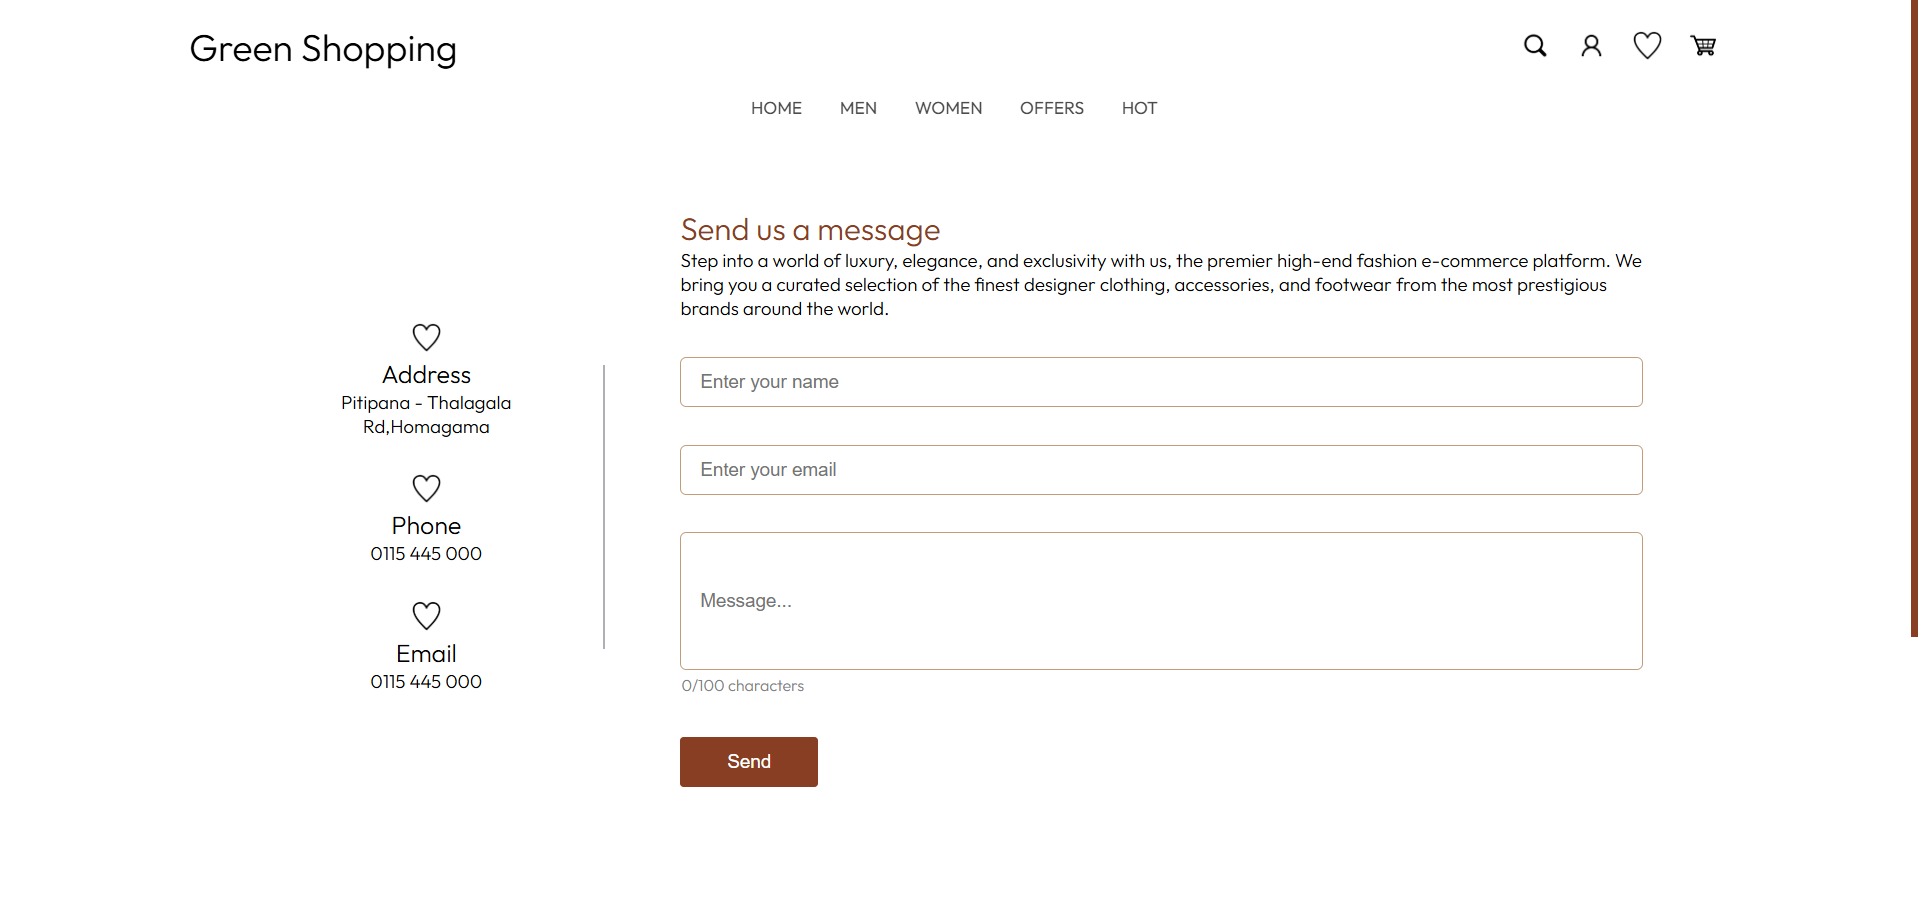 Green Shopping
HOME MEN WOMEN OFFERS HOT
Address
Pitipana - Thalagala
Rd,Homagama
Phone
0115 445 000
Email
0115 445 000
Send us a message
Step into a world of luxury, elegance, and exclusivity with us, the premier high-end fashion e-commerce platform. We
bring you a curated selection of the finest designer clothing, accessories, and footwear from the most prestigious
brands around the world.
Enter your name
Enter your email
Message...
0/100 characters
Send